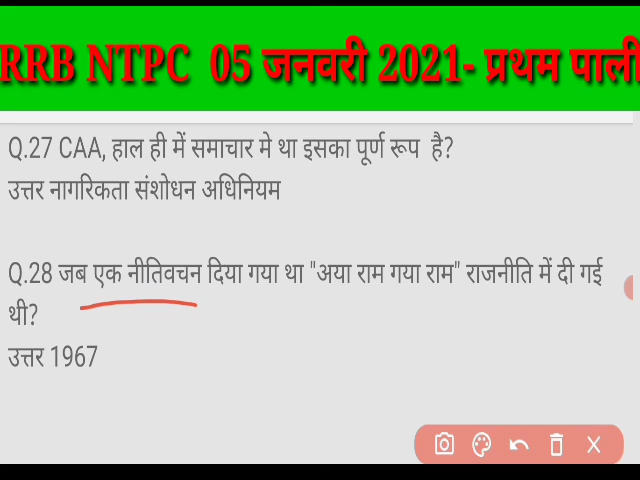 RRB NTPC 05 जनवरी 2021- प्रथम पाली
Q.27 CAA, हाल ही में समाचार मे था इसका पूर्ण रूप है?
उत्तर नागरिकता संशोधन अधिनियम
Q.28 जब एक नीतिवचन दिया गया था "अया राम गया राम" राजनीति में दी गई
थी?
उत्तर 1967